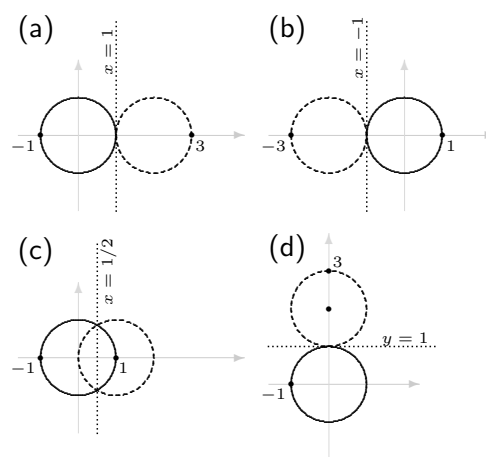 (a)
x = 1
−1
3
(b)
x = −1
−3
1
(c)
x = 1/2
−1
1
(d)
3
y = 1
−1